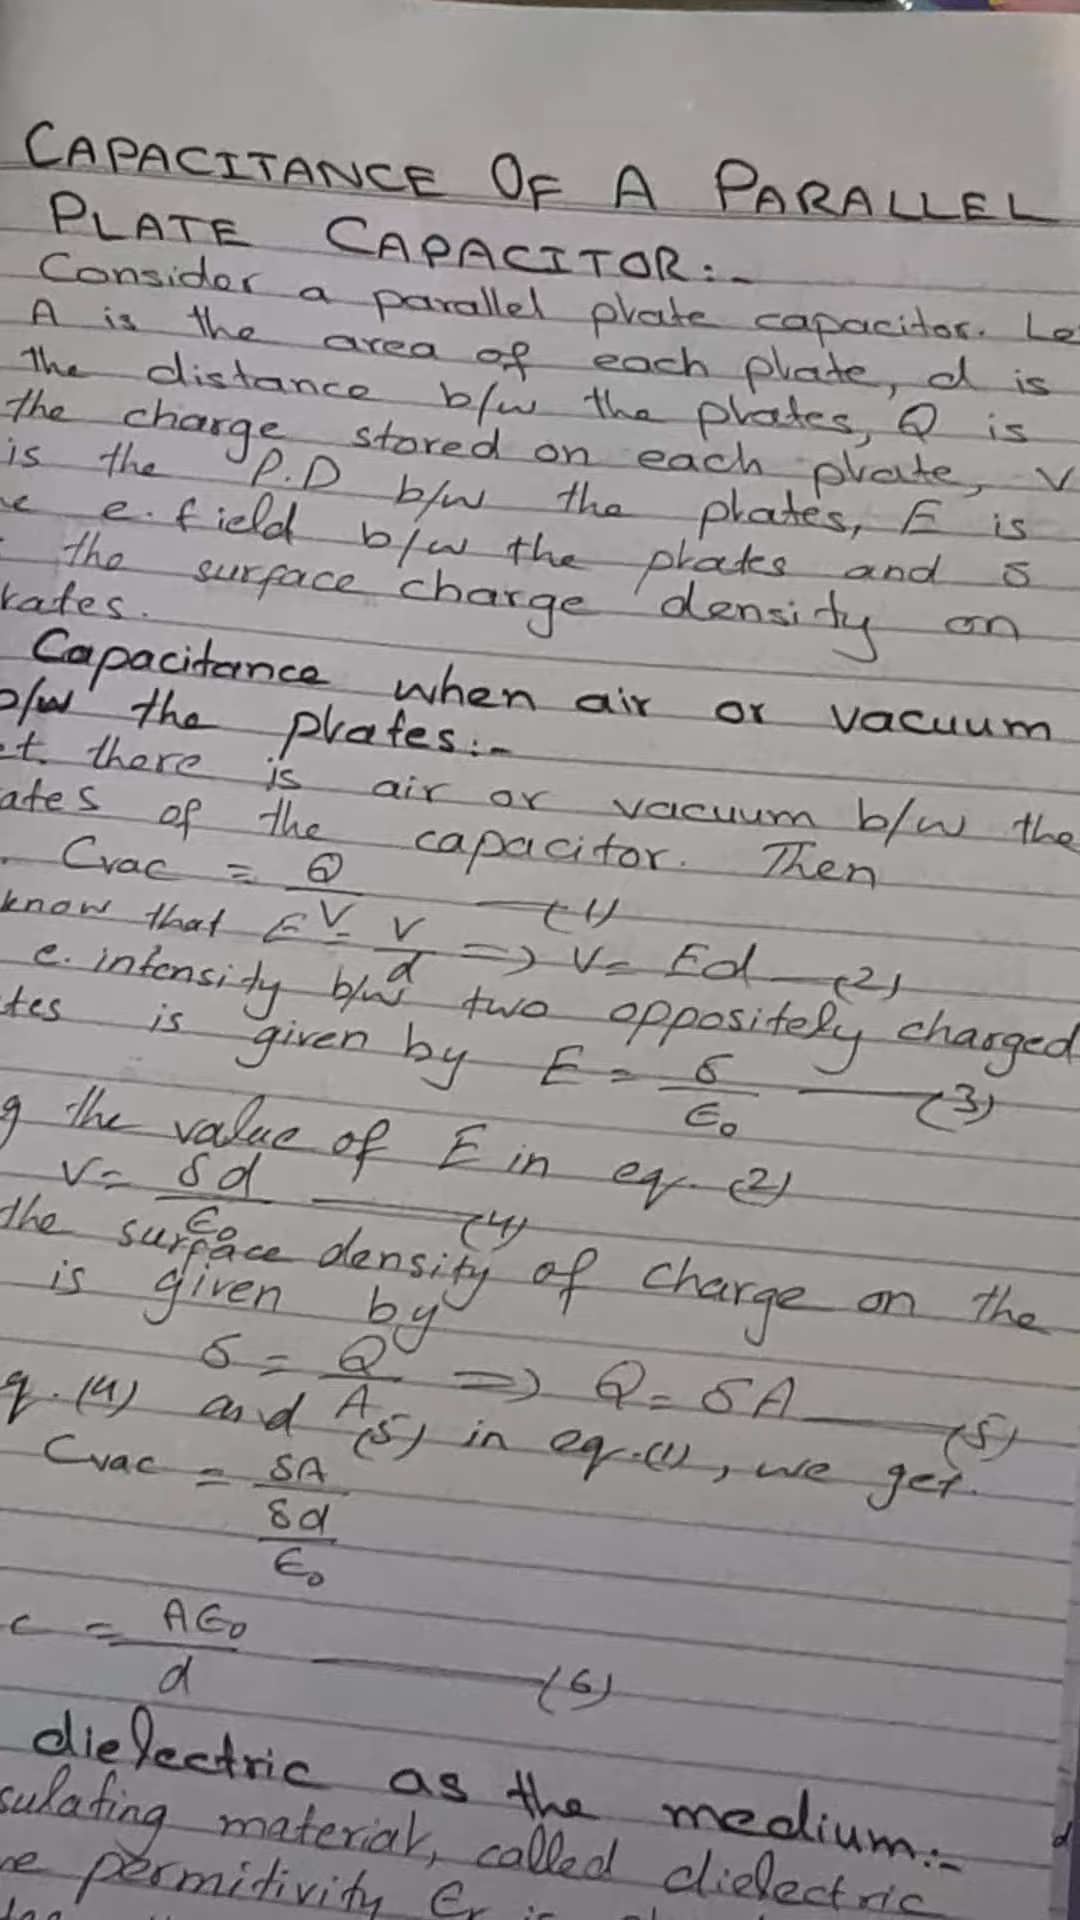 CAPACITANCE OF A PARALLEL
PLATE CAPACITOR:-
Consider a parallel plate capacitor. Le
A is the area of each plate, d is
the distance b/w the plates, Q is
the charge stored on each plate, V
is the P.D b/w the plates, E is
e e. field b/w the plates and δ
the surface charge density on
lates.
Capacitance when air or vacuum
b/w the plates:-
et there is air or vacuum b/w the
ates of the capacitor. Then
Cvac = Q/V —(1)
know that E = V/d => V = Ed —(2)
e. intensity b/w two oppositely charged
tes is given by E = δ/ϵ₀ —(3)
g the value of E in eq. (2)
V = δd/ϵ₀ —(4)
the surface density of charge on the
is given by
δ = Q/A => Q = δA —(5)
q. (4) and (5) in eq. (1), we get.
Cvac = δA/(δd/ϵ₀)
c = Aϵ₀/d —(6)
dielectric as the medium:-
sulating material, called dielectric
e permitivity ϵr is